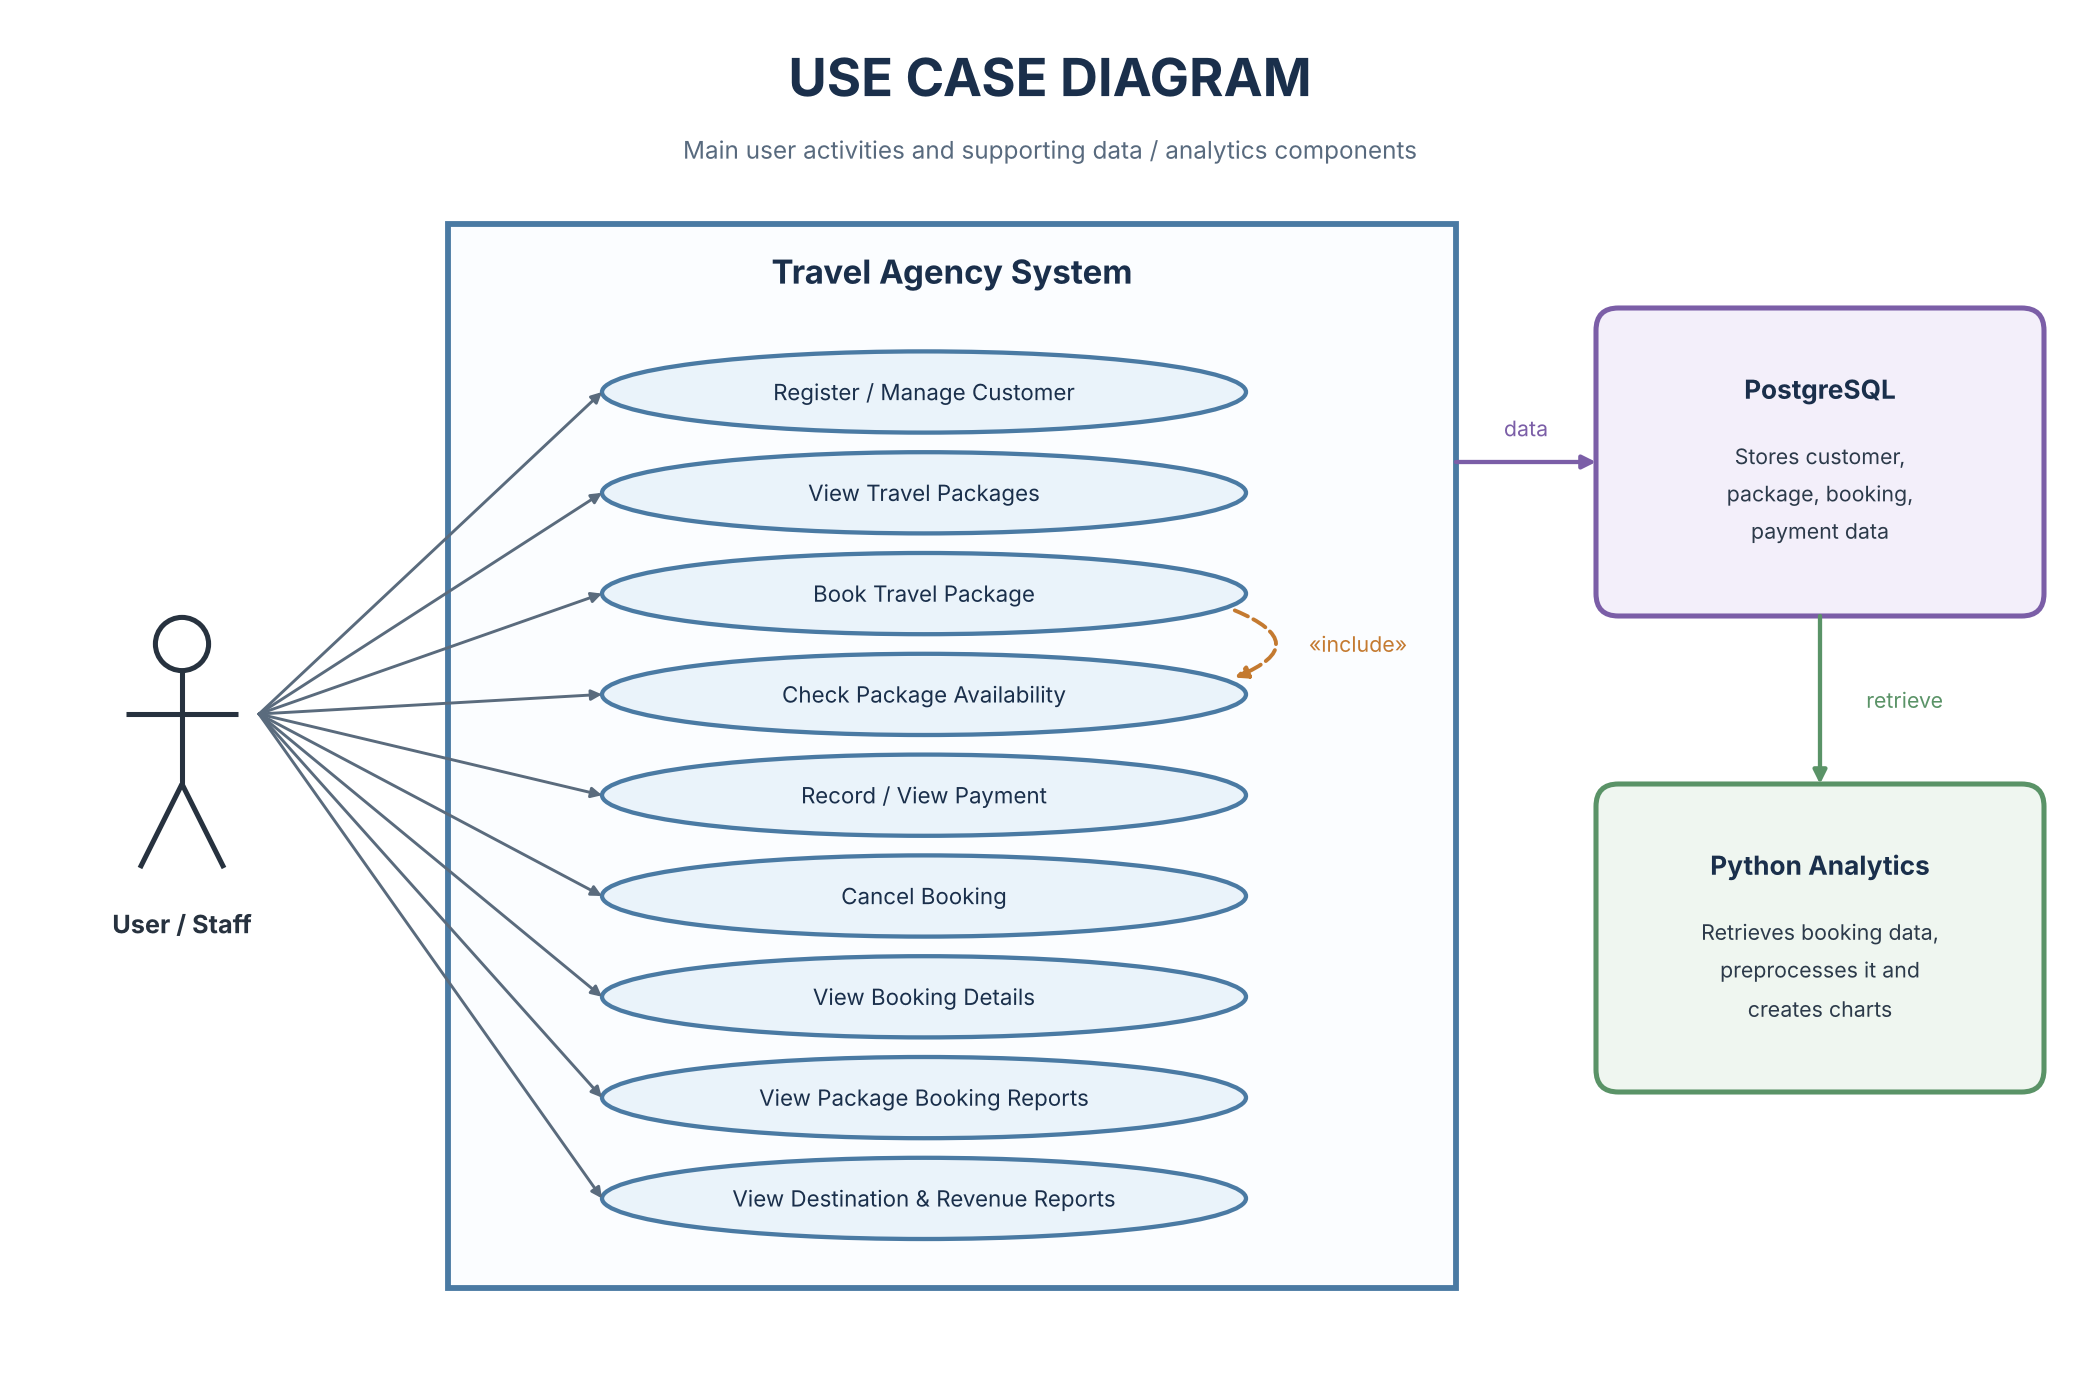 USE CASE DIAGRAM
Main user activities and supporting data / analytics components
Travel Agency System
Register / Manage Customer
View Travel Packages
Book Travel Package
«include»
Check Package Availability
Record / View Payment
Cancel Booking
View Booking Details
View Package Booking Reports
View Destination & Revenue Reports
User / Staff
data
PostgreSQL
Stores customer,
package, booking,
payment data
retrieve
Python Analytics
Retrieves booking data,
preprocesses it and
creates charts